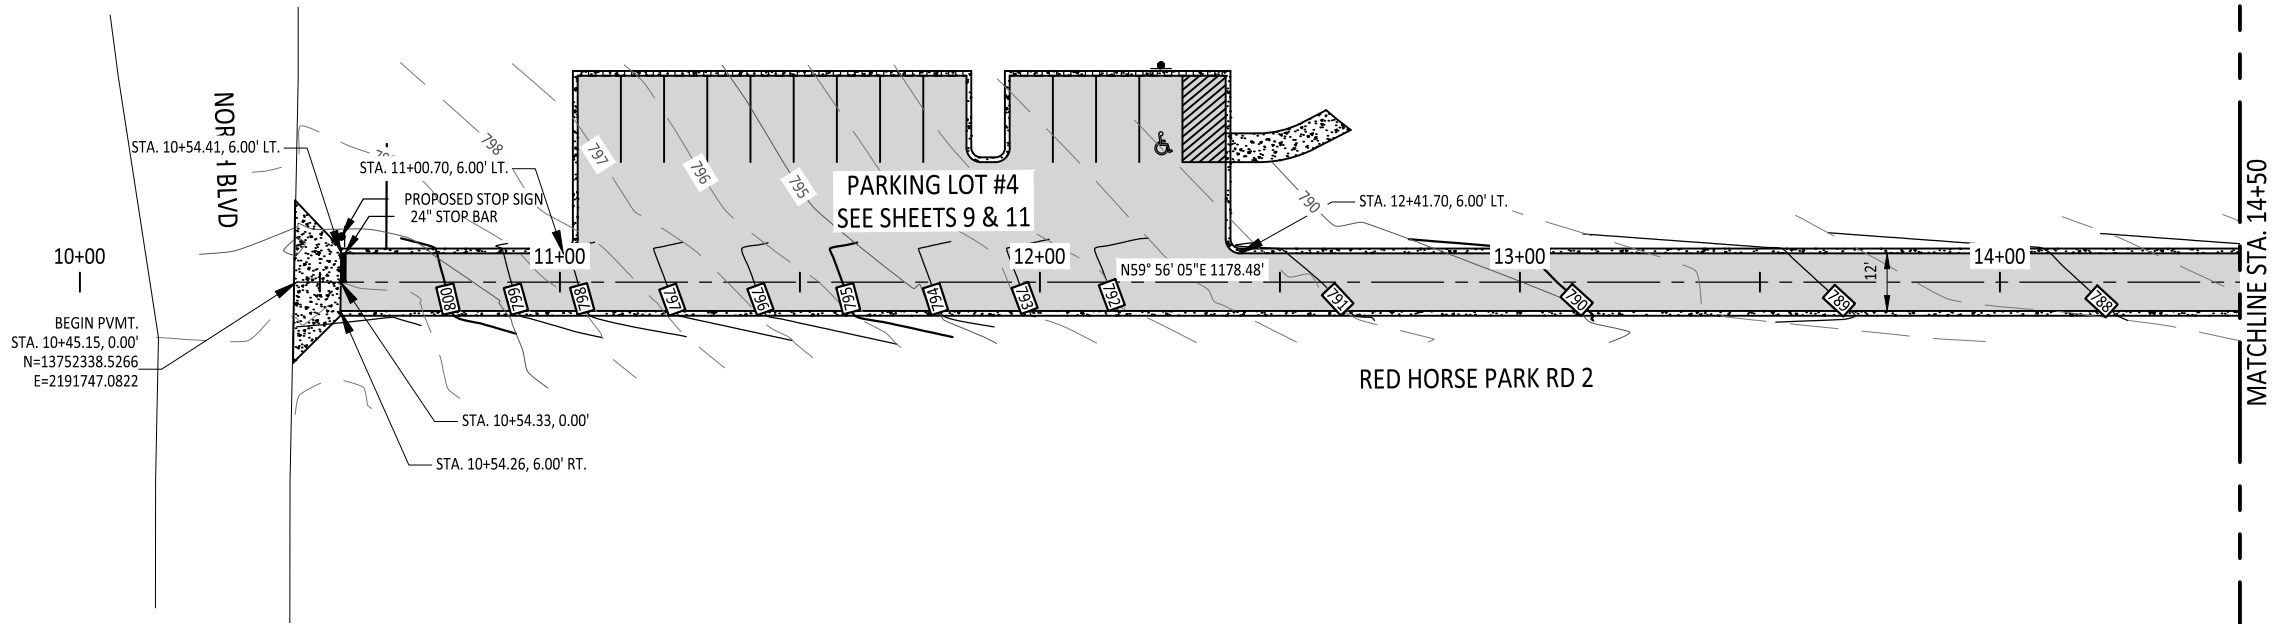 NORTH BLVD
STA. 10+54.41, 6.00' LT.
798
STA. 11+00.70, 6.00' LT.
PROPOSED STOP SIGN
24" STOP BAR
797
796
795
PARKING LOT #4
SEE SHEETS 9 & 11
790
STA. 12+41.70, 6.00' LT.
10+00
11+00
12+00
13+00
14+00
N59° 56' 05"E 1178.48'
12'
800
799
798
797
796
795
794
793
792
791
790
789
788
BEGIN PVMT.
STA. 10+45.15, 0.00'
N=13752338.5266
E=2191747.0822
RED HORSE PARK RD 2
STA. 10+54.33, 0.00'
STA. 10+54.26, 6.00' RT.
MATCHLINE STA. 14+50